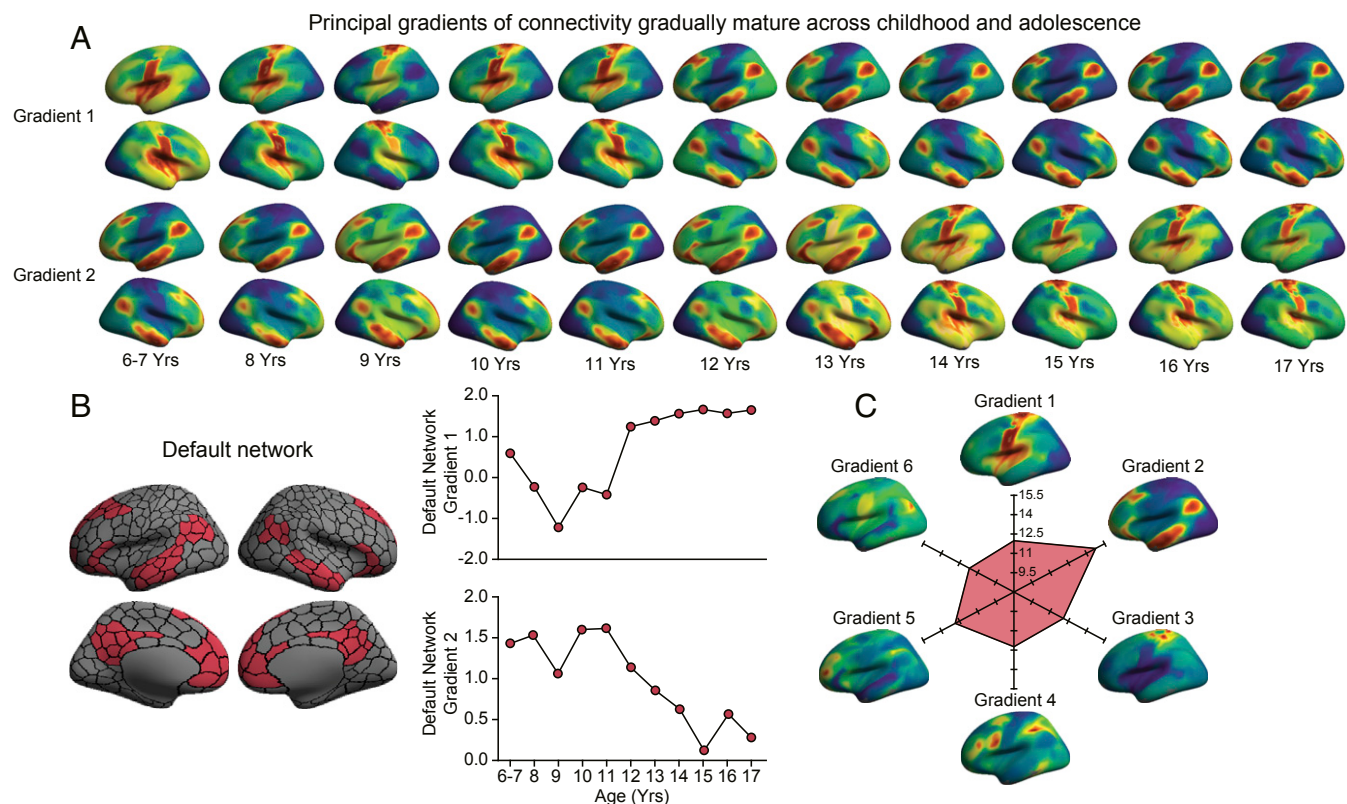 Principal gradients of connectivity gradually mature across childhood and adolescence
A
Gradient 1
Gradient 2
6-7 Yrs
8 Yrs
9 Yrs
10 Yrs
11 Yrs
12 Yrs
13 Yrs
14 Yrs
15 Yrs
16 Yrs
17 Yrs
B
Default network
Default Network
Gradient 1
2.0
1.0
0.0
-1.0
-2.0
Default Network
Gradient 2
2.0
1.5
1.0
0.5
0.0
6-7
8
9
10
11
12
13
14
15
16
17
Age (Yrs)
C
Gradient 1
Gradient 6
Gradient 2
15.5
14
12.5
11
9.5
Gradient 5
Gradient 3
Gradient 4